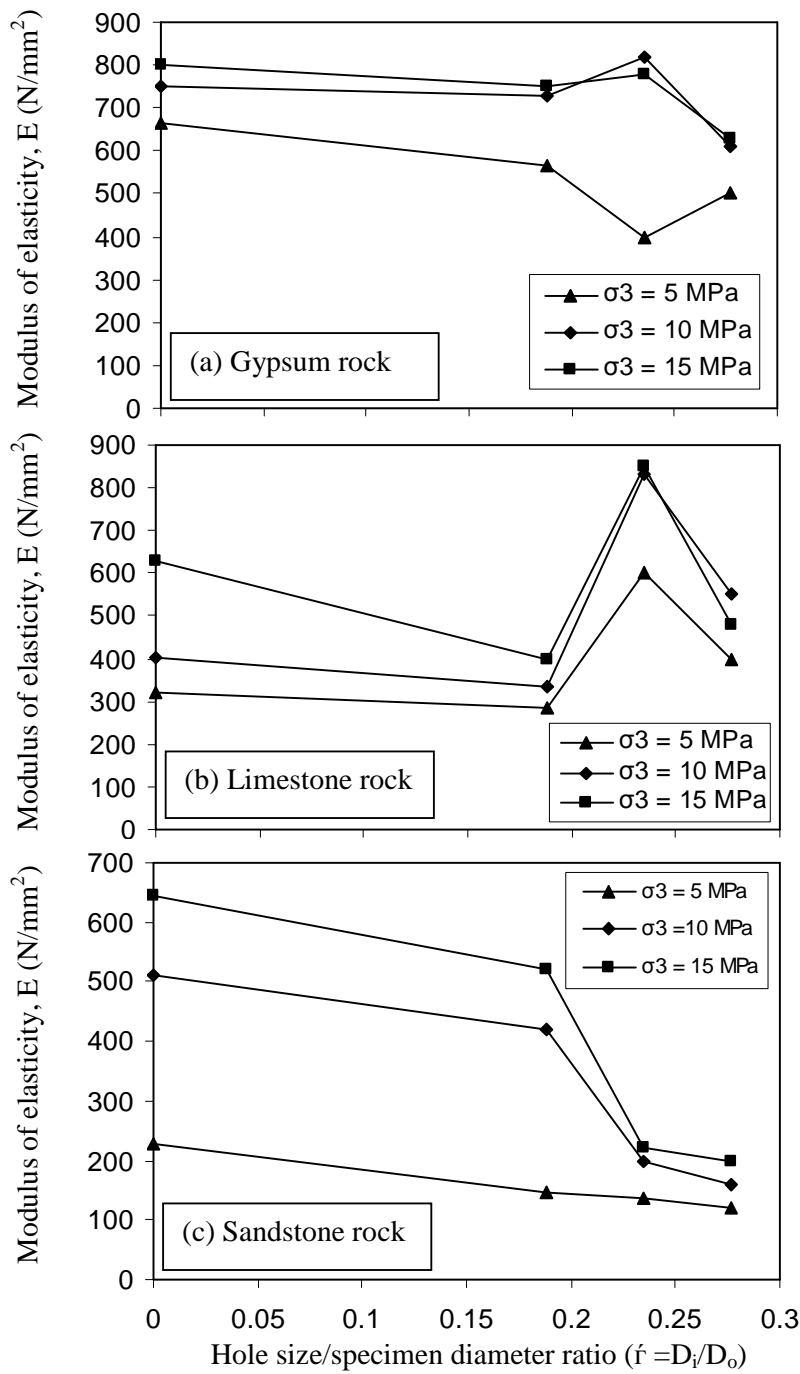 Modulus of elasticity, E (N/mm²)
900
800
700
600
500
400
300
200
100
0
σ3 = 5 MPa
σ3 = 10 MPa
σ3 = 15 MPa
(a) Gypsum rock
Modulus of elasticity, E (N/mm²)
900
800
700
600
500
400
300
200
100
0
σ3 = 5 MPa
σ3 = 10 MPa
σ3 = 15 MPa
(b) Limestone rock
Modulus of elasticity, E (N/mm²)
700
600
500
400
300
200
100
0
σ3 = 5 MPa
σ3 =10 MPa
σ3 = 15 MPa
(c) Sandstone rock
0 0.05 0.1 0.15 0.2 0.25 0.3
Hole size/specimen diameter ratio (ŕ =Dᵢ/Dₒ)